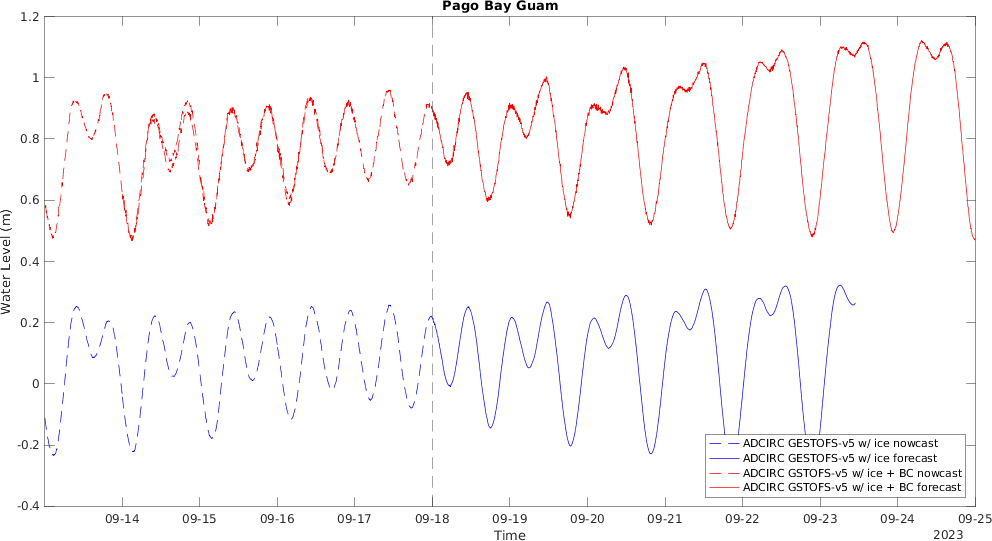 Pago Bay Guam
1.2
1
0.8
0.6
0.4
0.2
0
-0.2
-0.4
Water Level (m)
ADCIRC GESTOFS-v5 w/ ice nowcast
ADCIRC GESTOFS-v5 w/ ice forecast
ADCIRC GSTOFS-v5 w/ ice + BC nowcast
ADCIRC GSTOFS-v5 w/ ice + BC forecast
09-14 09-15 09-16 09-17 09-18 09-19 09-20 09-21 09-22 09-23 09-24 09-25
Time
2023